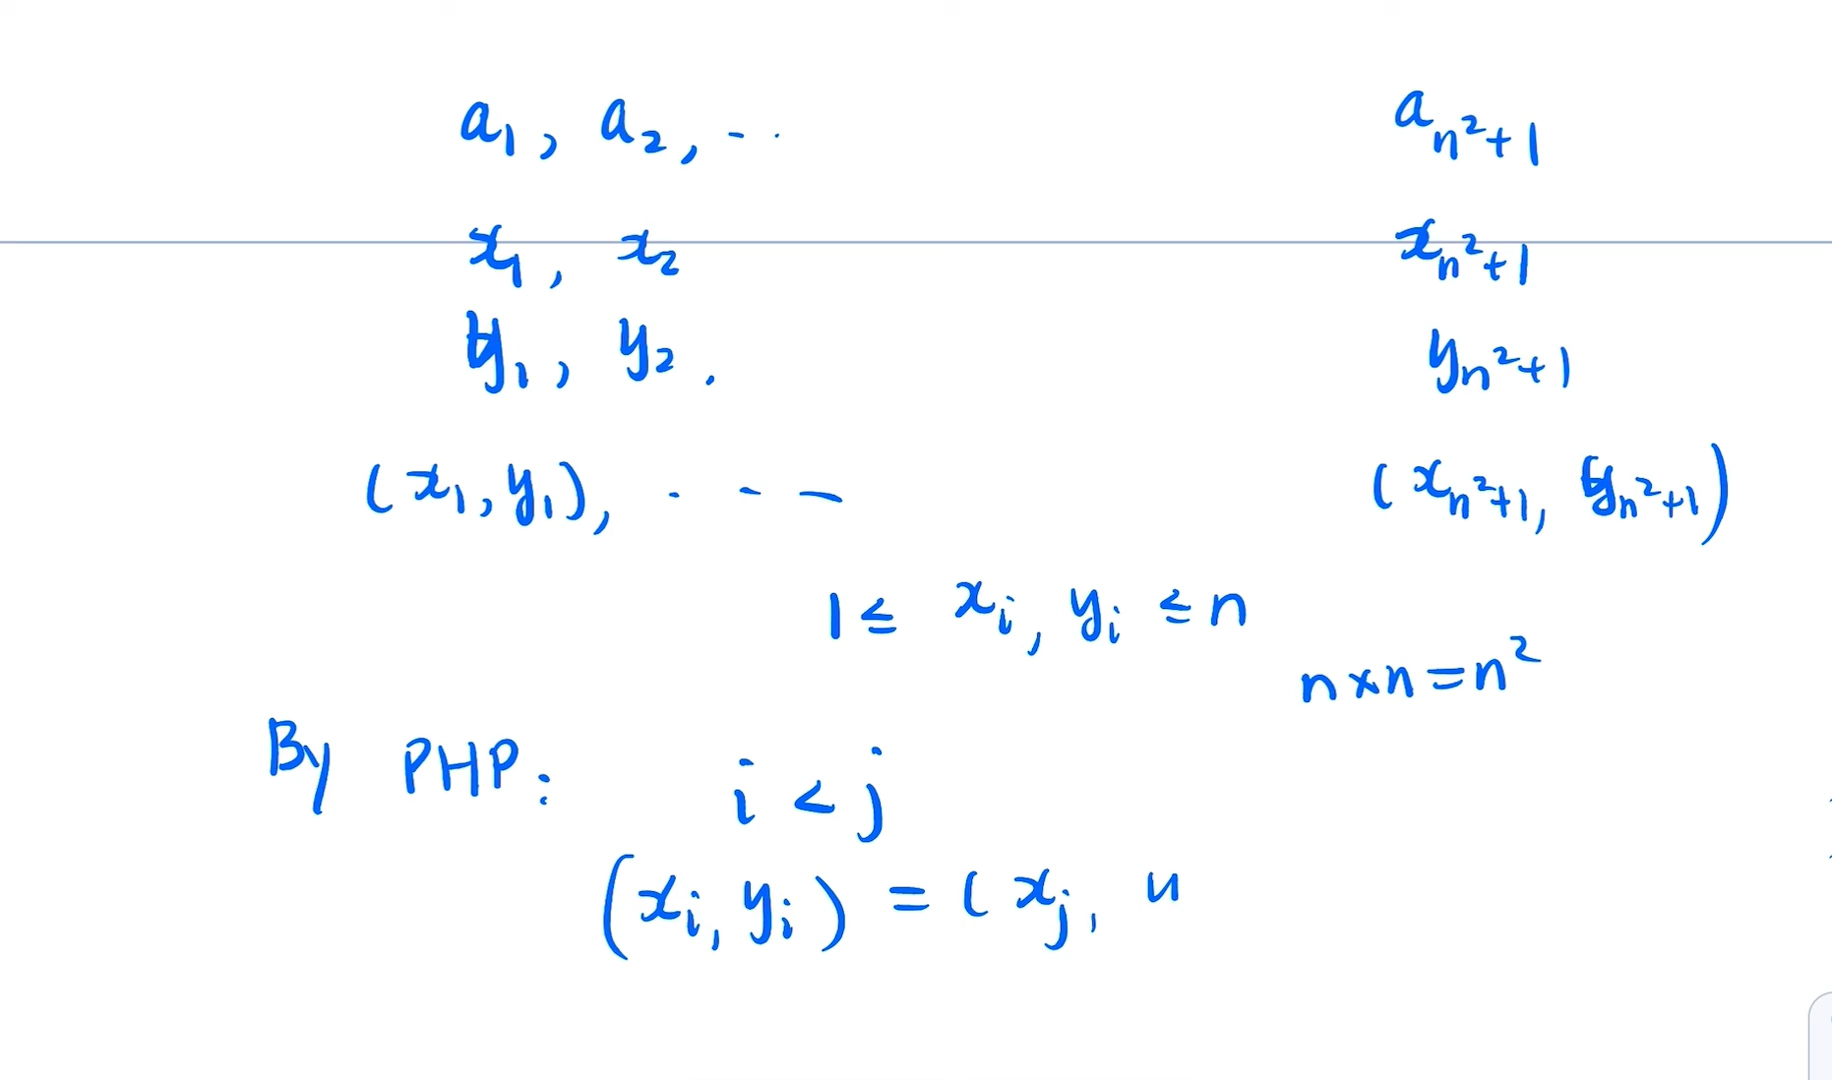 a₁, a₂, -·· aₙ²₊₁
x₁, x₂ xₙ²₊₁
y₁, y₂. yₙ²₊₁
(x₁, y₁), · - - (xₙ²₊₁, yₙ²₊₁)
1 ≤ xᵢ, yᵢ ≤ n
n×n = n²
By PHP: i < j
(xᵢ, yᵢ) = (xⱼ,